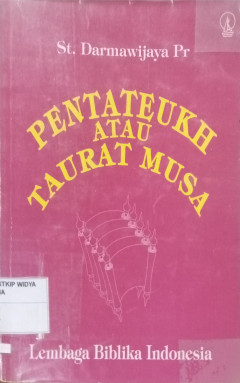 St. Darmawijaya Pr
PENTATEUKH
ATAU
TAURAT MUSA
STKIP WIDYA
Lembaga Biblika Indonesia